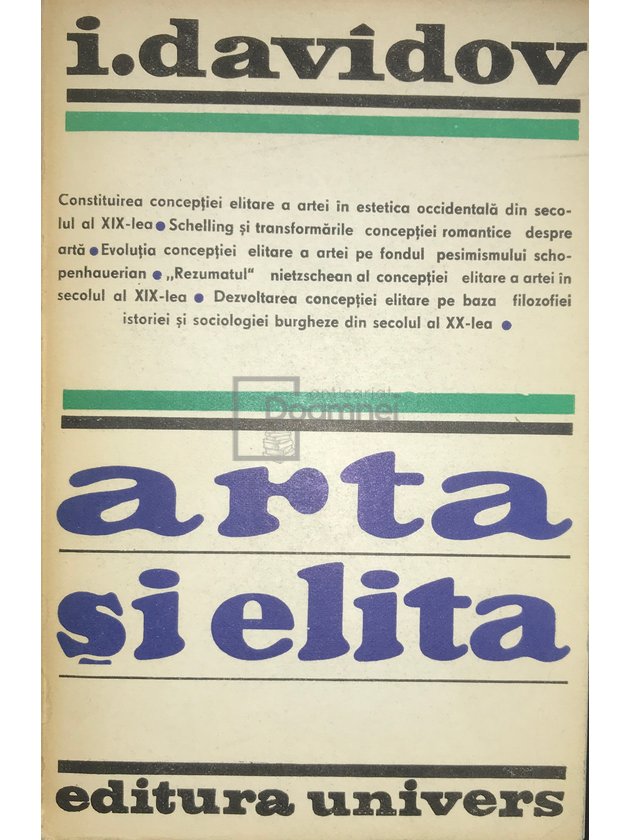 i.davîdov
Constituirea concepției elitare a artei în estetica occidentală din seco-
lul al XIX-lea ● Schelling și transformările concepției romantice despre
artă ● Evoluția concepției elitare a artei pe fondul pesimismului scho-
penhauerian ● „Rezumatul“ nietzschean al concepției elitare a artei în
secolul al XIX-lea ● Dezvoltarea concepției elitare pe baza filozofiei
istoriei și sociologiei burgheze din secolul al XX-lea ●
anticariat
Doamnei
arta
și elita
editura univers